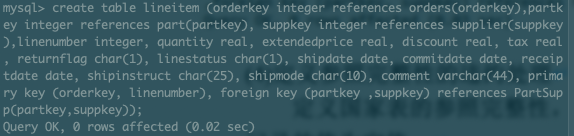 mysql> create table lineitem (orderkey integer references orders(orderkey),partk
ey integer references part(partkey), suppkey integer references supplier(suppkey
),linenumber integer, quantity real, extendedprice real, discount real, tax real
, returnflag char(1), linestatus char(1), shipdate date, commitdate date, receip
tdate date, shipinstruct char(25), shipmode char(10), comment varchar(44), prima
ry key (orderkey, linenumber), foreign key (partkey ,suppkey) references PartSup
p(partkey,suppkey));
Query OK, 0 rows affected (0.02 sec)